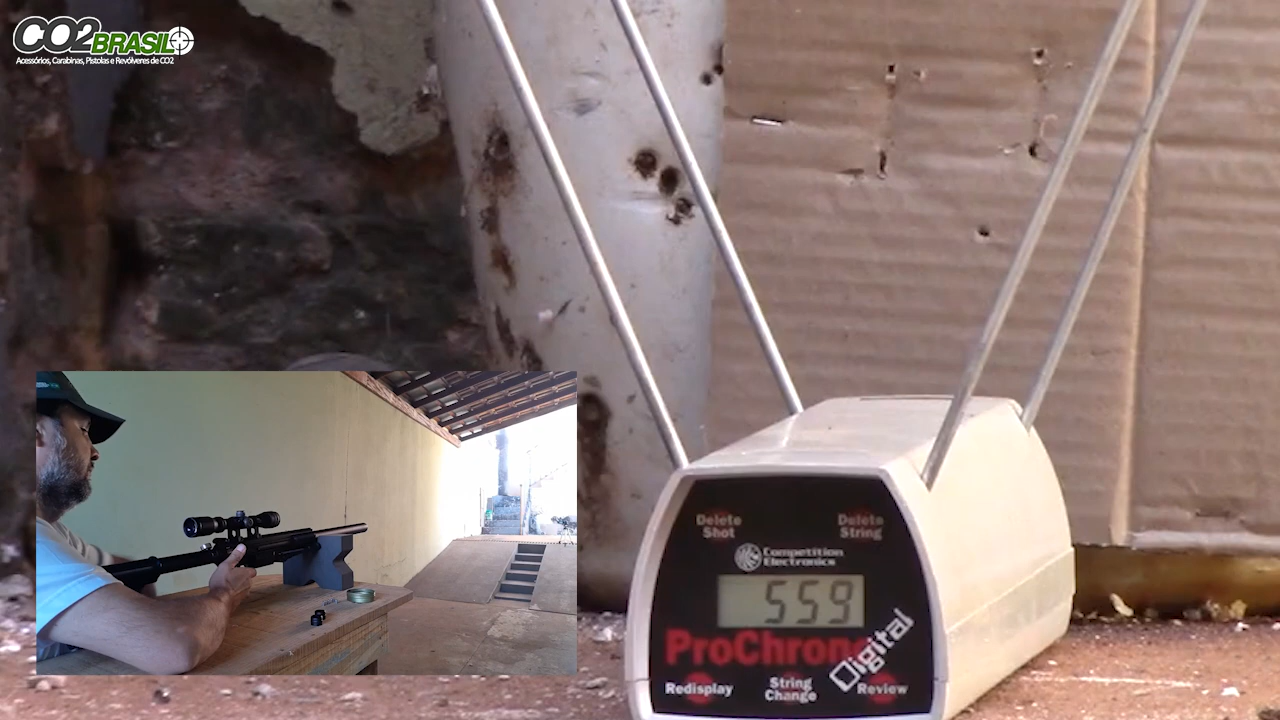 CO2BRASIL
Acessórios, Carabinas, Pistolas e Revólveres de CO2
Delete Shot
Delete String
Competition Electronics
559
ProChrono
Digital
Redisplay
String Change
Review